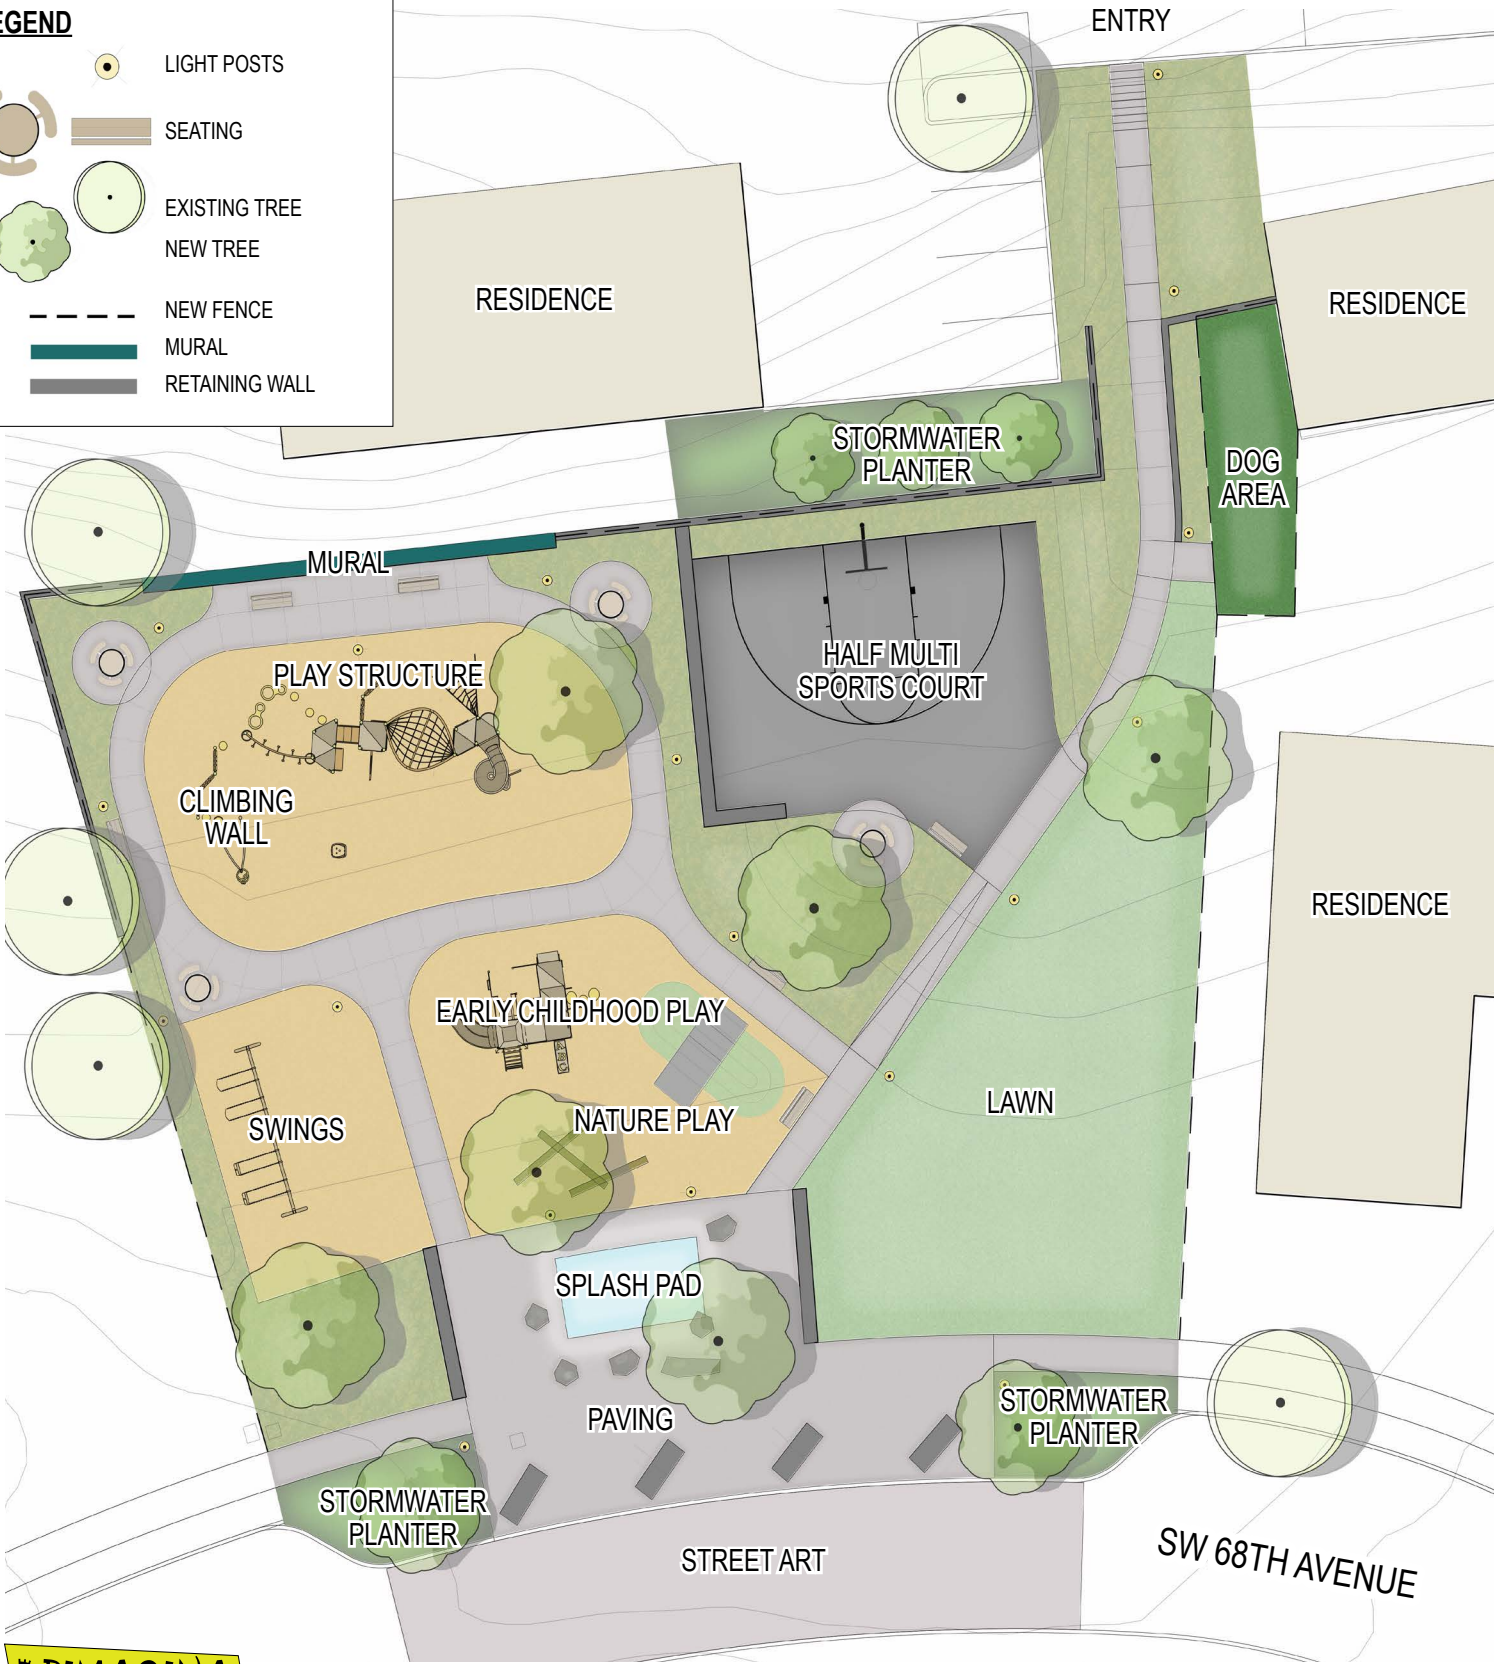 EGEND
LIGHT POSTS
SEATING
EXISTING TREE
NEW TREE
NEW FENCE
MURAL
RETAINING WALL
ENTRY
RESIDENCE
RESIDENCE
STORMWATER
PLANTER
DOG
AREA
MURAL
PLAY STRUCTURE
HALF MULTI
SPORTS COURT
CLIMBING
WALL
RESIDENCE
EARLY CHILDHOOD PLAY
LAWN
NATURE PLAY
SWINGS
SPLASH PAD
PAVING
STORMWATER
PLANTER
STORMWATER
PLANTER
STREET ART
SW 68TH AVENUE